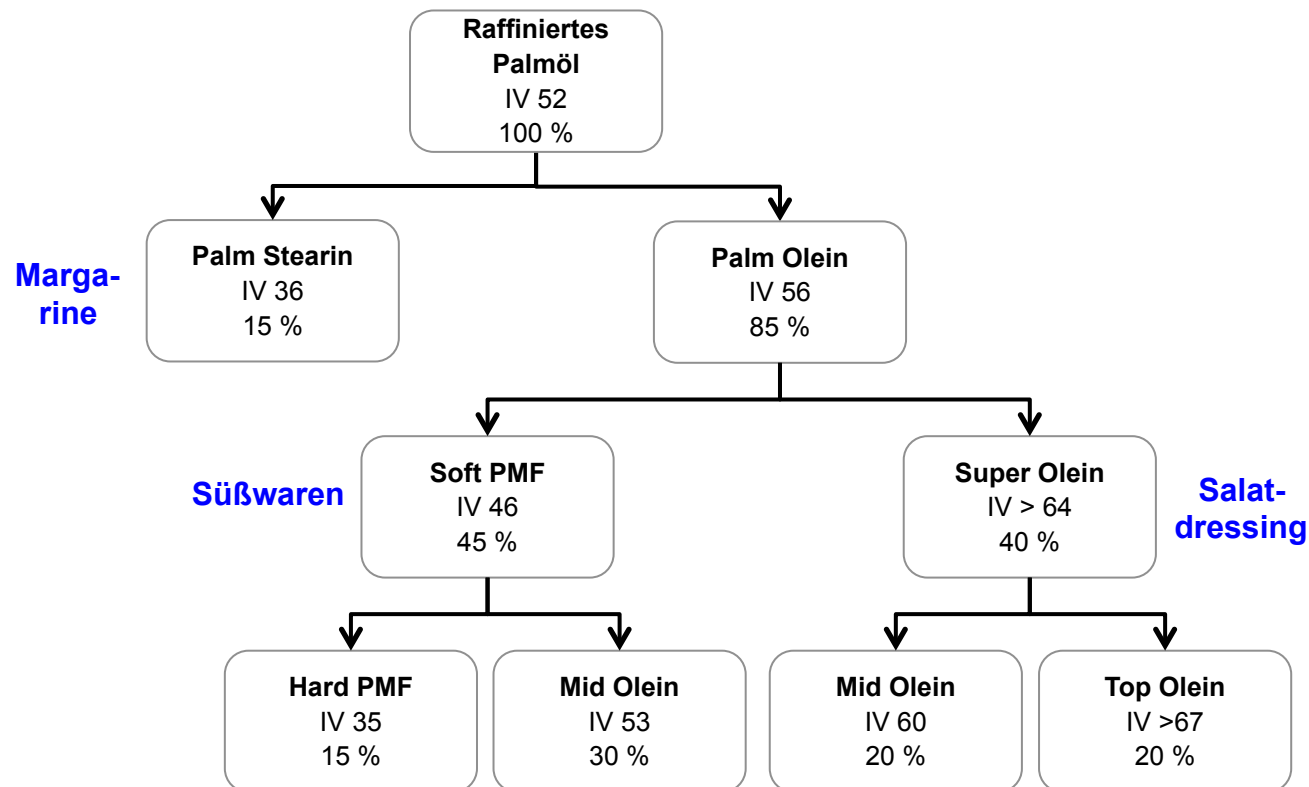 Raffiniertes
Palmöl
IV 52
100 %
Marga-
rine
Palm Stearin
IV 36
15 %
Palm Olein
IV 56
85 %
Süßwaren
Soft PMF
IV 46
45 %
Super Olein
IV > 64
40 %
Salat-
dressing
Hard PMF
IV 35
15 %
Mid Olein
IV 53
30 %
Mid Olein
IV 60
20 %
Top Olein
IV >67
20 %